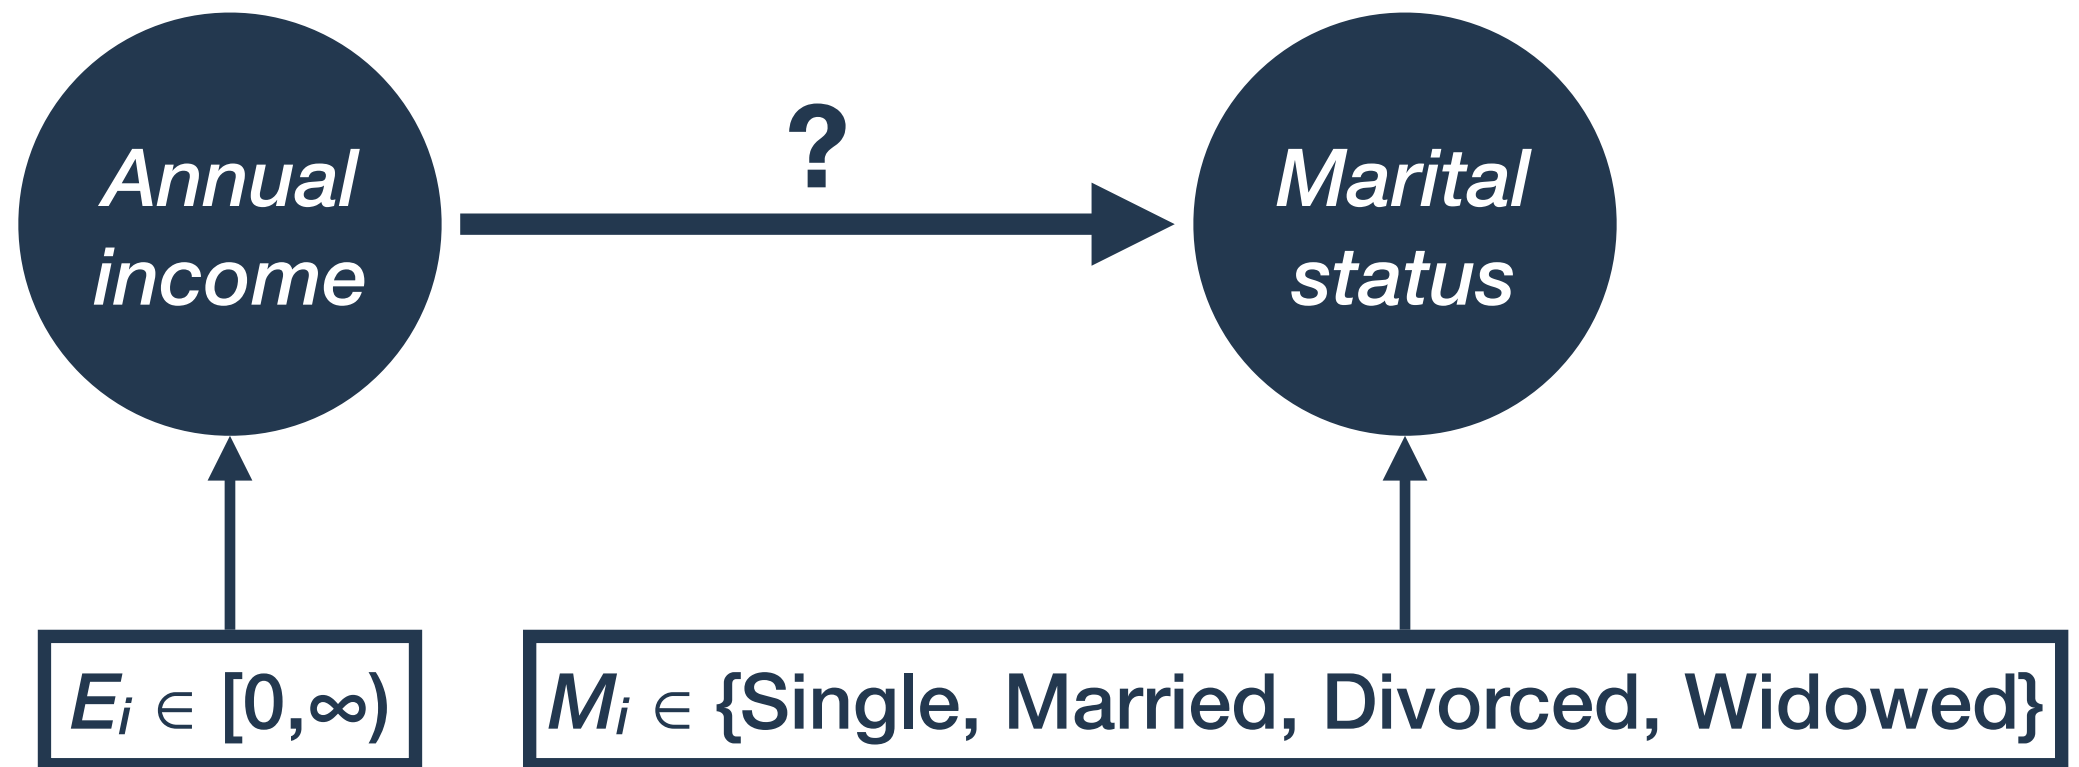 Annual
income
?
Marital
status
Eᵢ ∈ [0,∞)
Mᵢ ∈ {Single, Married, Divorced, Widowed}